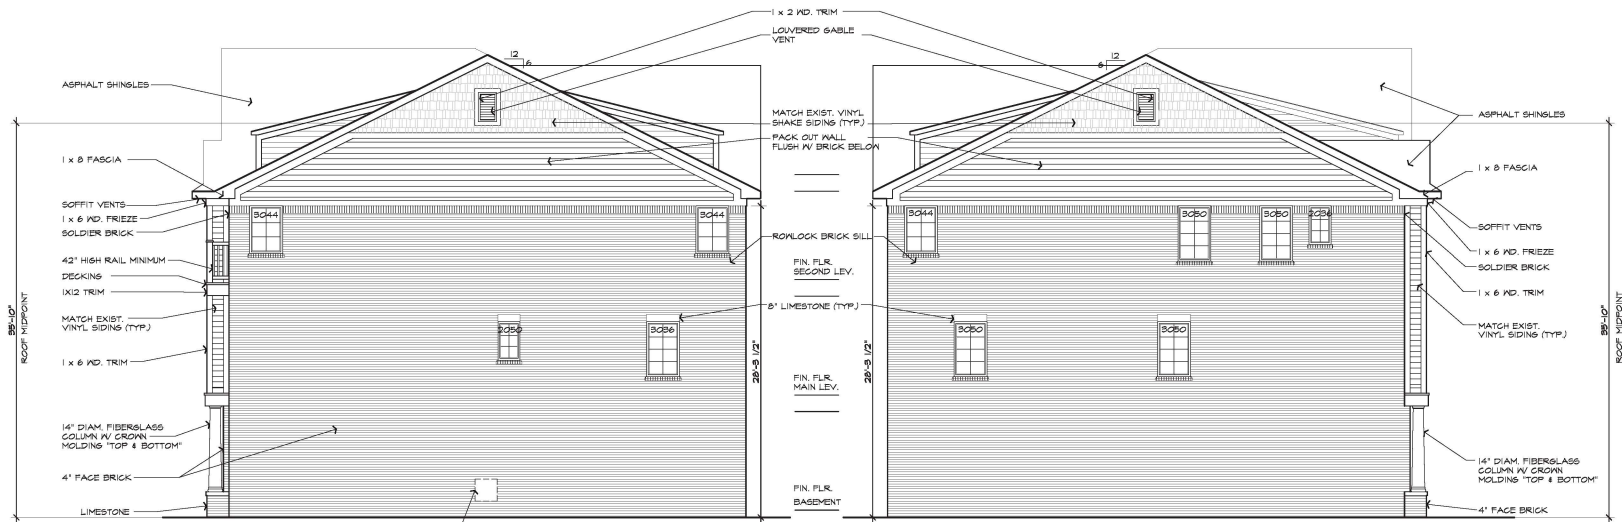 1 x 2 WD. TRIM
LOUVERED GABLE
VENT
12
6
12
6
ASPHALT SHINGLES
ASPHALT SHINGLES
MATCH EXIST. VINYL
SHAKE SIDING (TYP.)
PACK OUT WALL
FLUSH W/ BRICK BELOW
1 x 8 FASCIA
1 x 8 FASCIA
SOFFIT VENTS
1 x 6 WD. FRIEZE
SOLDIER BRICK
3044
3044
3044
3050
3050
2036
SOFFIT VENTS
1 x 6 WD. FRIEZE
SOLDIER BRICK
ROWLOCK BRICK SILL
42" HIGH RAIL MINIMUM
DECKING
1X12 TRIM
FIN. FLR.
SECOND LEV.
1 x 6 WD. TRIM
8" LIMESTONE (TYP.)
MATCH EXIST.
VINYL SIDING (TYP.)
2050
3036
3050
3050
MATCH EXIST.
VINYL SIDING (TYP.)
35'-10"
ROOF MIDPOINT
28'-3 1/2"
28'-3 1/2"
35'-10"
ROOF MIDPOINT
1 x 6 WD. TRIM
FIN. FLR.
MAIN LEV.
14" DIAM. FIBERGLASS
COLUMN W/ CROWN
MOLDING "TOP & BOTTOM"
4" FACE BRICK
LIMESTONE
FIN. FLR.
BASEMENT
14" DIAM. FIBERGLASS
COLUMN W/ CROWN
MOLDING "TOP & BOTTOM"
4" FACE BRICK